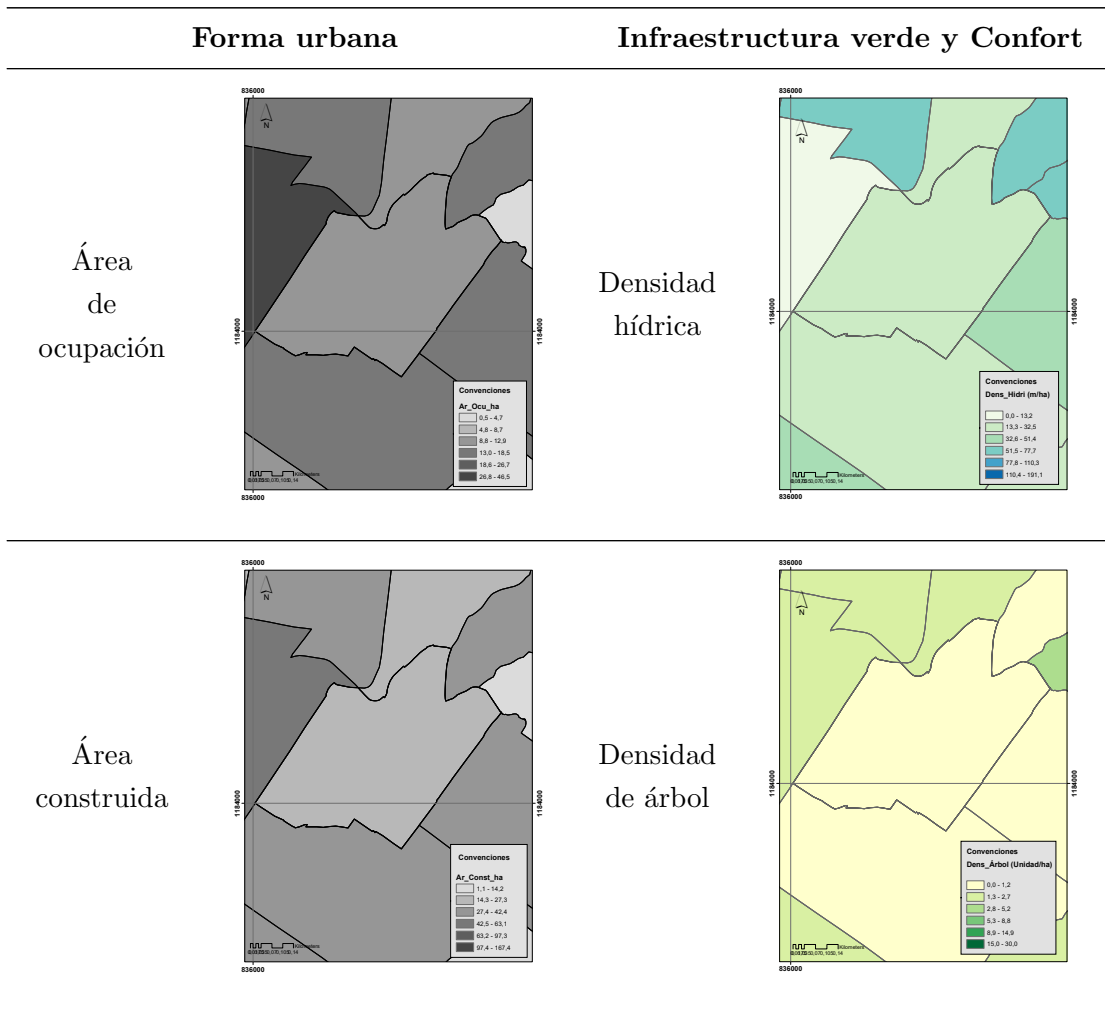 Forma urbana
Infraestructura verde y Confort
Área
de
ocupación
836000
N
1184000
1184000
Convenciones
Ar_Ocu_ha
0,5 - 4,7
4,8 - 8,7
8,8 - 12,9
13,0 - 18,5
18,6 - 26,7
26,8 - 46,5
Kilometers
836000
Densidad
hídrica
836000
N
1184000
1184000
Convenciones
Dens_Hidri (m/ha)
0,0 - 13,2
13,3 - 32,5
32,6 - 51,4
51,5 - 77,7
77,8 - 110,3
110,4 - 191,1
Kilometers
836000
Área
construida
836000
N
1184000
1184000
Convenciones
Ar_Const_ha
1,1 - 14,2
14,3 - 27,3
27,4 - 42,4
42,5 - 63,1
63,2 - 97,3
97,4 - 167,4
Kilometers
836000
Densidad
de árbol
836000
N
1184000
1184000
Convenciones
Dens_Árbol (Unidad/ha)
0,0 - 1,2
1,3 - 2,7
2,8 - 5,2
5,3 - 8,8
8,9 - 14,9
15,0 - 30,0
Kilometers
836000